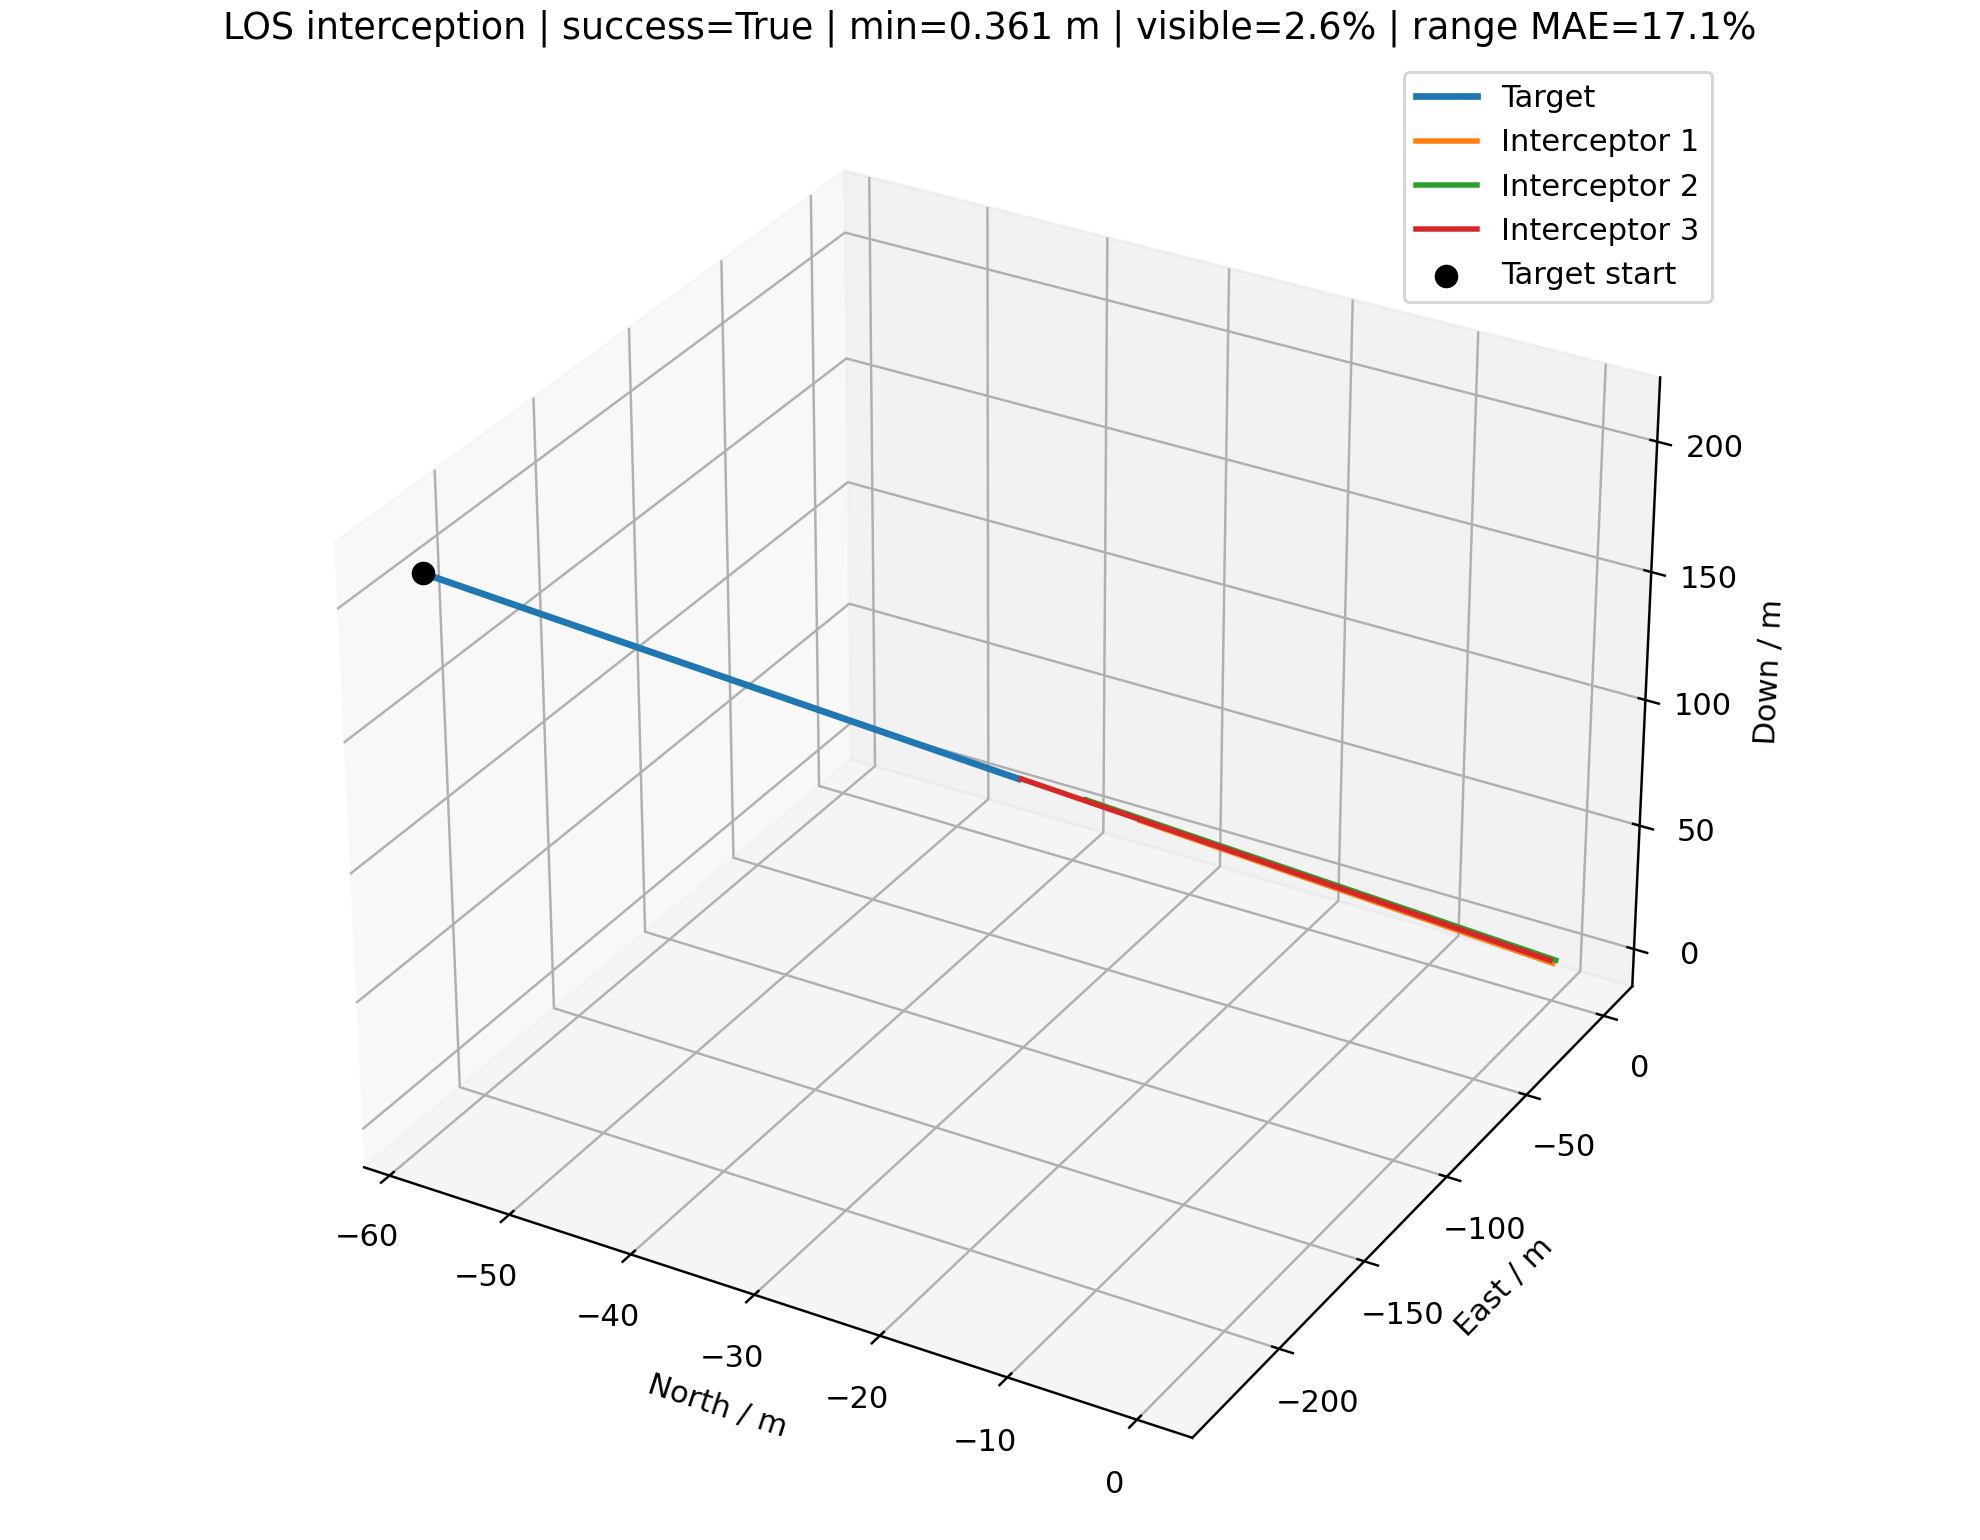 LOS interception | success=True | min=0.361 m | visible=2.6% | range MAE=17.1%
Target
Interceptor 1
Interceptor 2
Interceptor 3
Target start
200
150
100
50
0
Down / m
0
−50
−100
−150
−200
East / m
−60
−50
−40
−30
−20
−10
0
North / m